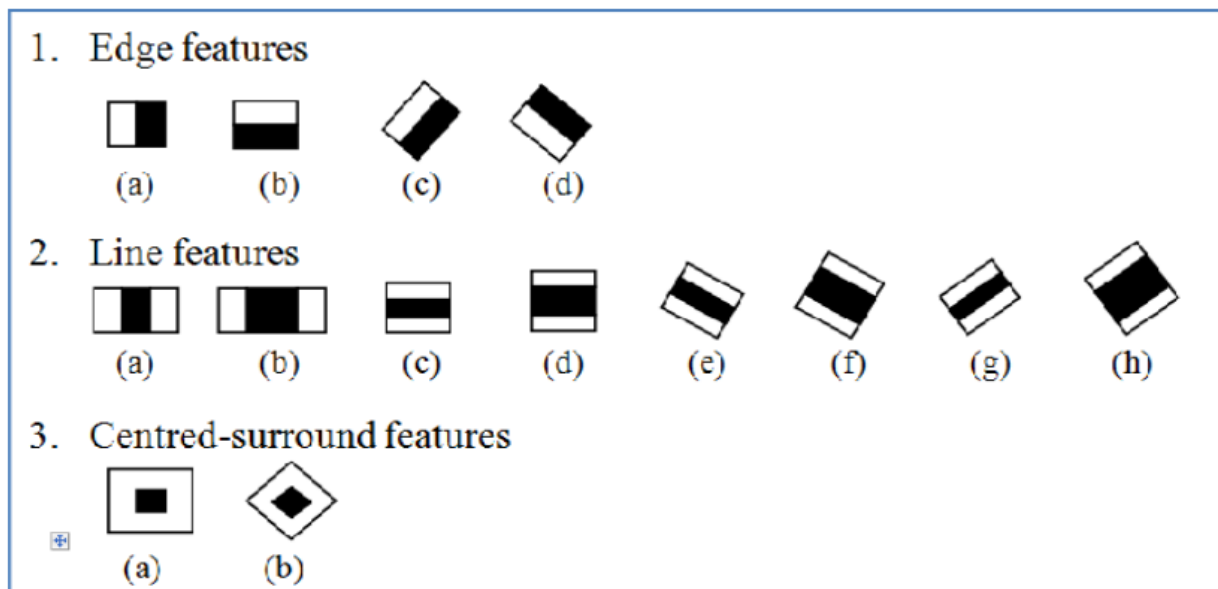 1. Edge features
(a) (b) (c) (d)
2. Line features
(a) (b) (c) (d) (e) (f) (g) (h)
3. Centred-surround features
(a) (b)